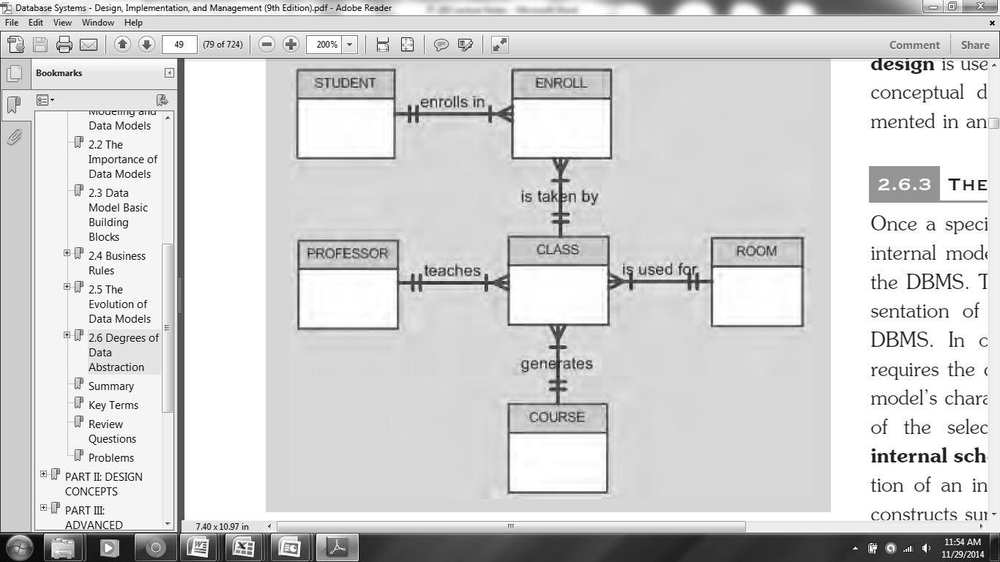 Database Systems - Design, Implementation, and Management (9th Edition).pdf - Adobe Reader
File Edit View Window Help
49 (79 of 724) 200% Comment Share
Bookmarks
Modeling and
Data Models
2.2 The
Importance of
Data Models
2.3 Data
Model Basic
Building
Blocks
2.4 Business
Rules
2.5 The
Evolution of
Data Models
2.6 Degrees of
Data
Abstraction
Summary
Key Terms
Review
Questions
Problems
PART II: DESIGN
CONCEPTS
PART III:
ADVANCED
STUDENT
enrolls in
ENROLL
is taken by
PROFESSOR
teaches
CLASS
is used for
ROOM
generates
COURSE
design is use
conceptual d
mented in an
2.6.3 THE
Once a speci
internal mode
the DBMS. T
sentation of
DBMS. In o
requires the
model's chara
of the selec
internal sch
tion of an in
constructs sur
7.40 x 10.97 in
11:54 AM
11/29/2014